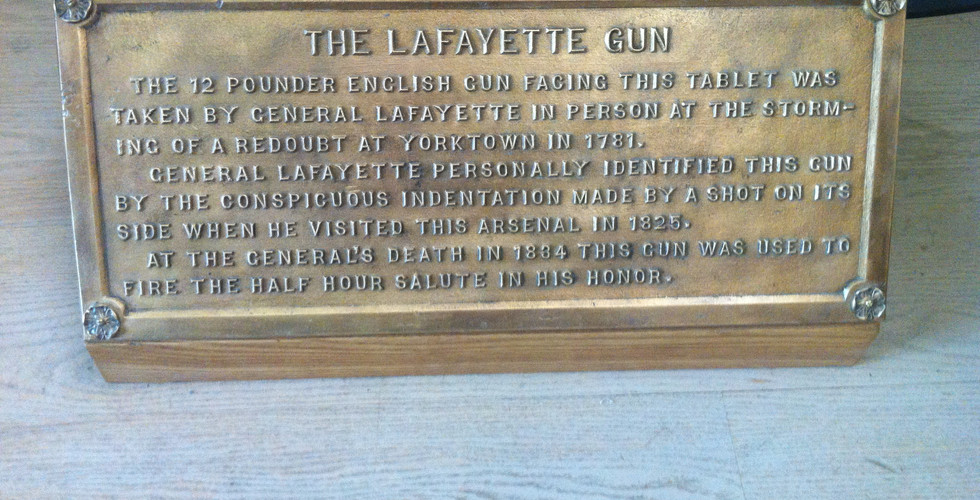 THE LAFAYETTE GUN
THE 12 POUNDER ENGLISH GUN FACING THIS TABLET WAS
TAKEN BY GENERAL LAFAYETTE IN PERSON AT THE STORM-
ING OF A REDOUBT AT YORKTOWN IN 1781.
GENERAL LAFAYETTE PERSONALLY IDENTIFIED THIS GUN
BY THE CONSPICUOUS INDENTATION MADE BY A SHOT ON ITS
SIDE WHEN HE VISITED THIS ARSENAL IN 1825.
AT THE GENERAL'S DEATH IN 1834 THIS GUN WAS USED TO
FIRE THE HALF HOUR SALUTE IN HIS HONOR.